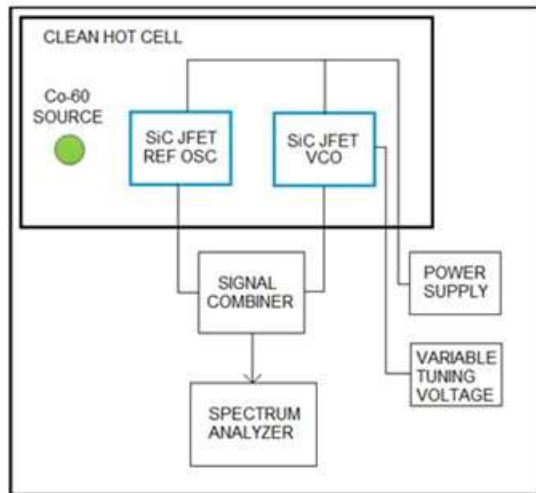 CLEAN HOT CELL
Co-60
SOURCE
SiC JFET
REF OSC
SiC JFET
VCO
SIGNAL
COMBINER
POWER
SUPPLY
VARIABLE
TUNING
VOLTAGE
SPECTRUM
ANALYZER